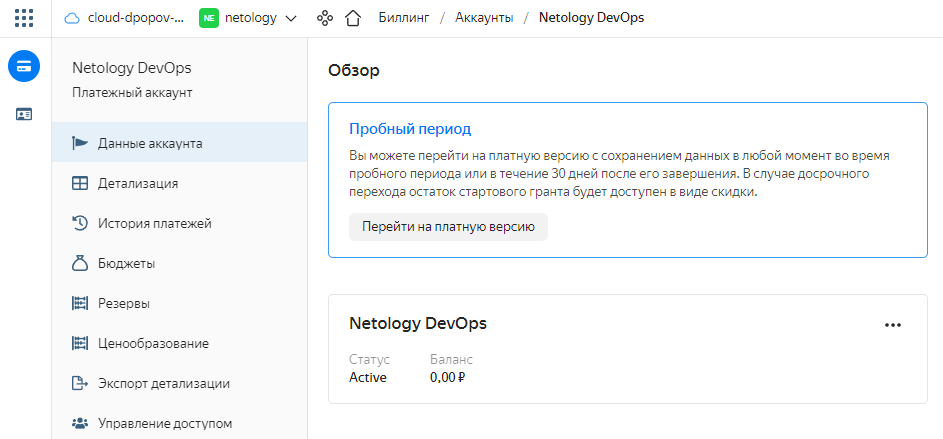 cloud-dpopov-... NE netology Биллинг / Аккаунты / Netology DevOps
Netology DevOps
Платежный аккаунт
Данные аккаунта
Детализация
История платежей
Бюджеты
Резервы
Ценообразование
Экспорт детализации
Управление доступом
Обзор
Пробный период
Вы можете перейти на платную версию с сохранением данных в любой момент во время
пробного периода или в течение 30 дней после его завершения. В случае досрочного
перехода остаток стартового гранта будет доступен в виде скидки.
Перейти на платную версию
Netology DevOps
Статус Баланс
Active 0,00 ₽